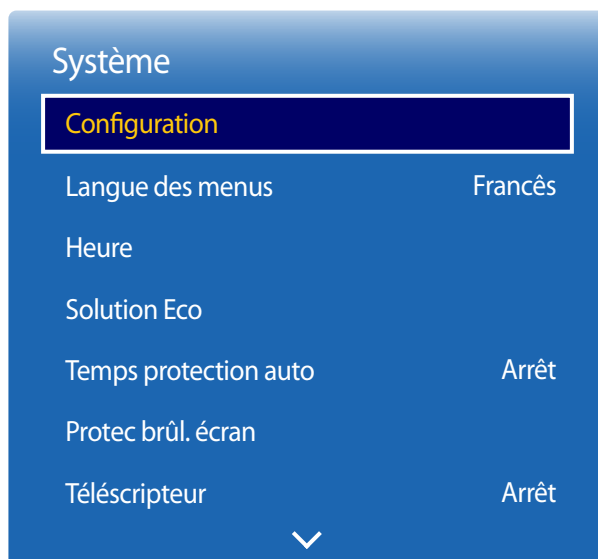 Système
Configuration
Langue des menus Francês
Heure
Solution Eco
Temps protection auto Arrêt
Protec brûl. écran
Téléscripteur Arrêt